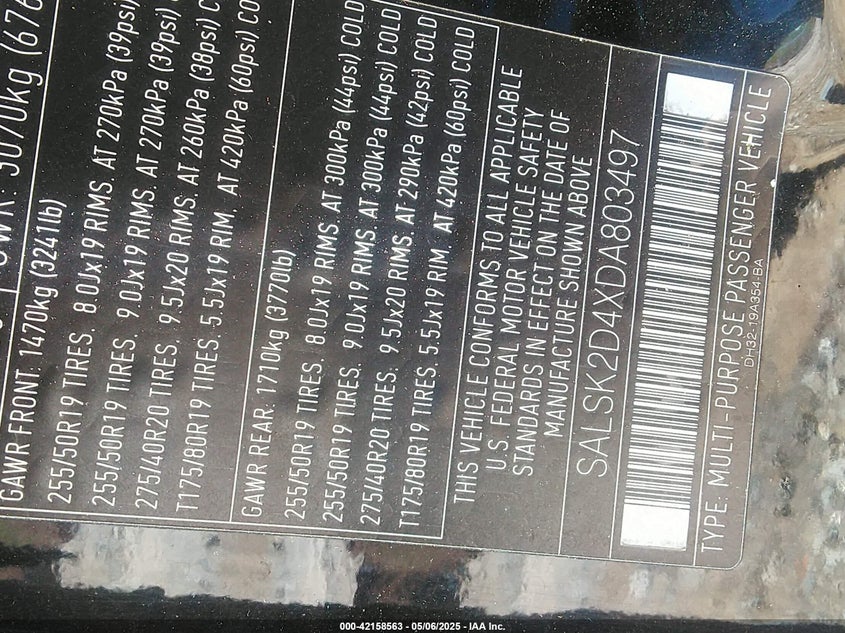 5070kg (676
GAWR FRONT: 1470kg (3241lb)
255/50R19 TIRES. 8.0Jx19 RIMS. AT 270kPa (39psi)
255/50R19 TIRES. 9.0Jx19 RIMS. AT 270kPa (39psi) C
275/40R20 TIRES. 9.5Jx20 RIMS. AT 260kPa (38psi) C
T175/80R19 TIRES. 5.5Jx19 RIM. AT 420kPa (60psi) CO
GAWR REAR: 1710kg (3770lb)
255/50R19 TIRES. 8.0Jx19 RIMS. AT 300kPa (44psi) COLD
255/50R19 TIRES. 9.0Jx19 RIMS. AT 300kPa (44psi) COLD
275/40R20 TIRES. 9.5Jx20 RIMS. AT 290kPa (42psi) COLD
T175/80R19 TIRES. 5.5Jx19 RIM. AT 420kPa (60psi) COLD
THIS VEHICLE CONFORMS TO ALL APPLICABLE
U.S. FEDERAL MOTOR VEHICLE SAFETY
STANDARDS IN EFFECT ON THE DATE OF
MANUFACTURE SHOWN ABOVE
SALSK2D4XDA803497
TYPE: MULTI-PURPOSE PASSENGER VEHICLE
DH32-19A354-BA
000-42158563 - 05/06/2025 - IAA Inc.